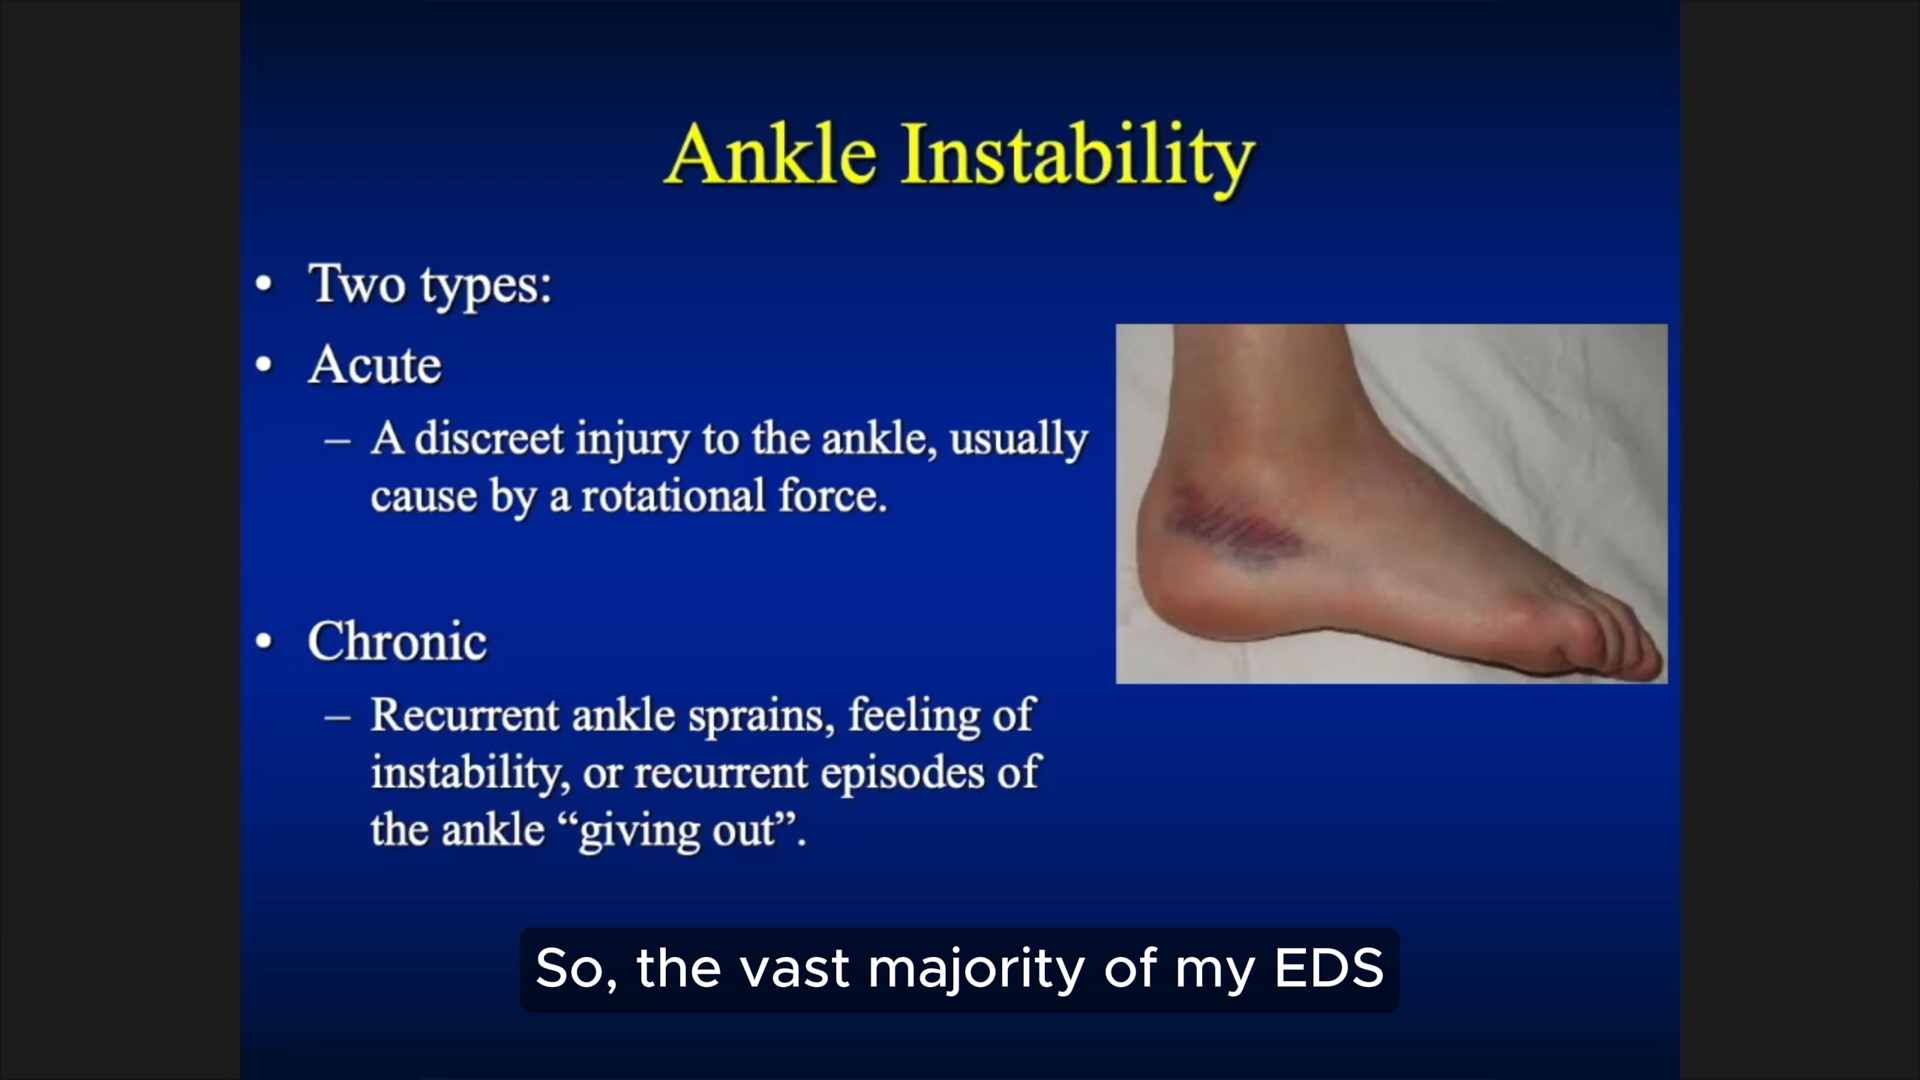 Ankle Instability
• Two types:
• Acute
– A discreet injury to the ankle, usually
cause by a rotational force.
• Chronic
– Recurrent ankle sprains, feeling of
instability, or recurrent episodes of
the ankle “giving out”.
So, the vast majority of my EDS